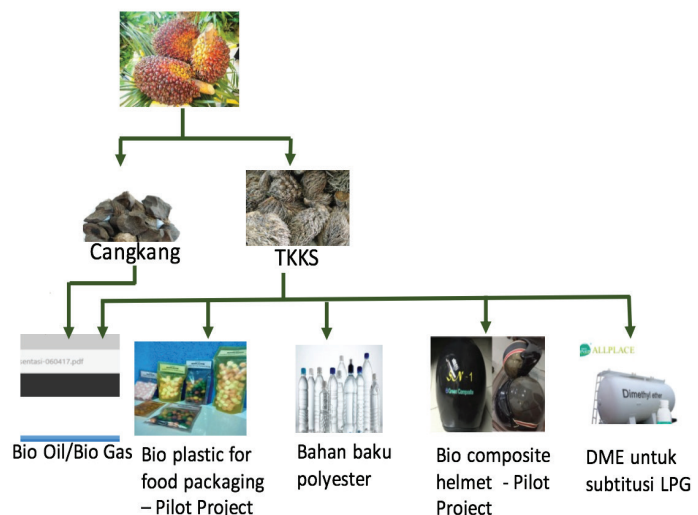 Cangkang
TKKS
entasi-060417.pdf
ALLPLACE
Dimethyl ether
Bio Oil/Bio Gas
Bio plastic for
food packaging
– Pilot Project
Bahan baku
polyester
Bio composite
helmet - Pilot
Project
DME untuk
subtitusi LPG